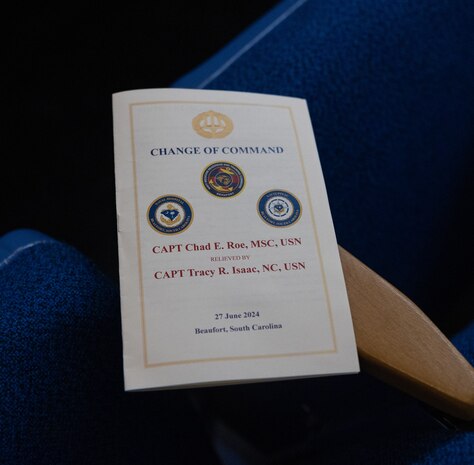 CHANGE OF COMMAND
CAPT Chad E. Roe, MSC, USN
RELIEVED BY
CAPT Tracy R. Isaac, NC, USN
27 June 2024
Beaufort, South Carolina